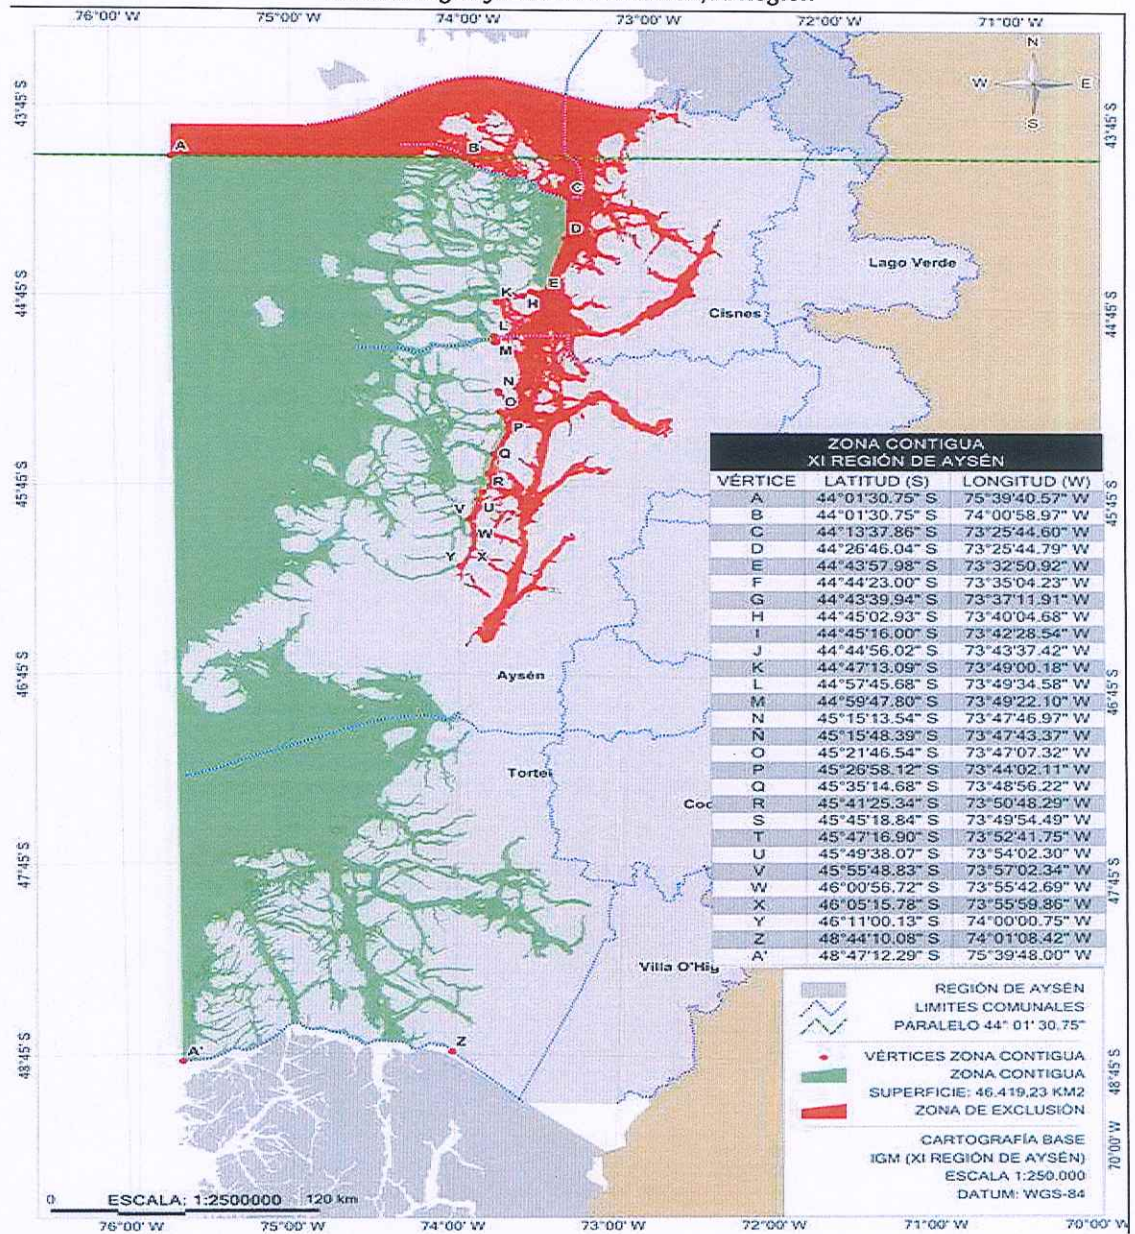 76°00' W 75°00' W 74°00' W 73°00' W 72°00' W 71°00' W
N
W E
S
43°45' S 43°45' S
A
B
C
D
E
K
H
L
M
N
O
P
Q
R
V U
W
Y X
Lago Verde
Cisnes
44°45' S 44°45' S
45°45' S 45°45' S
46°45' S 46°45' S
Aysén
Tortel
Villa O'Hig
47°45' S 47°45' S
A' Z
48°45' S 48°45' S
ZONA CONTIGUA
XI REGIÓN DE AYSÉN
VÉRTICE LATITUD (S) LONGITUD (W)
A 44°01'30.75" S 75°39'40.57" W
B 44°01'30.75" S 74°00'58.97" W
C 44°13'37.86" S 73°25'44.60" W
D 44°26'46.04" S 73°25'44.79" W
E 44°43'57.98" S 73°32'50.92" W
F 44°44'23.00" S 73°35'04.23" W
G 44°43'39.94" S 73°37'11.91" W
H 44°45'02.93" S 73°40'04.68" W
I 44°45'16.00" S 73°42'28.54" W
J 44°44'56.02" S 73°43'37.42" W
K 44°47'13.09" S 73°49'00.18" W
L 44°57'45.68" S 73°49'34.58" W
M 44°59'47.80" S 73°49'22.10" W
N 45°15'13.54" S 73°47'46.97" W
Ñ 45°15'48.39" S 73°47'43.37" W
O 45°21'46.54" S 73°47'07.32" W
P 45°26'58.12" S 73°44'02.11" W
Q 45°35'14.68" S 73°48'56.22" W
R 45°41'25.34" S 73°50'48.29" W
S 45°45'18.84" S 73°49'54.49" W
T 45°47'16.90" S 73°52'41.75" W
U 45°49'38.07" S 73°54'02.30" W
V 45°55'48.83" S 73°57'02.34" W
W 46°00'56.72" S 73°55'42.69" W
X 46°05'15.78" S 73°55'59.86" W
Y 46°11'00.13" S 74°00'00.75" W
Z 48°44'10.08" S 74°01'08.42" W
A' 48°47'12.29" S 75°39'48.00" W
REGIÓN DE AYSÉN
LIMITES COMUNALES
PARALELO 44° 01' 30.75"
VÉRTICES ZONA CONTIGUA
ZONA CONTIGUA
SUPERFICIE: 46.419,23 KM2
ZONA DE EXCLUSIÓN
CARTOGRAFÍA BASE
IGM (XI REGIÓN DE AYSÉN)
ESCALA 1:250.000
DATUM: WGS-84
70°00' W
0 ESCALA: 1:2500000 120 km
76°00' W 75°00' W 74°00' W 73°00' W 72°00' W 71°00' W 70°00' W